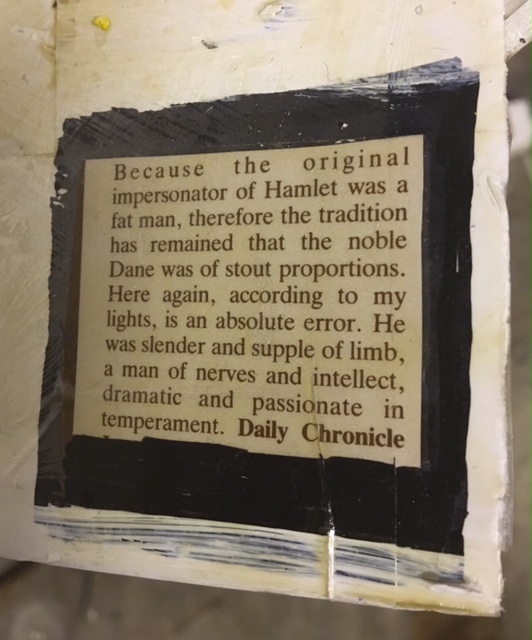 Because the original
impersonator of Hamlet was a
fat man, therefore the tradition
has remained that the noble
Dane was of stout proportions.
Here again, according to my
lights, is an absolute error. He
was slender and supple of limb,
a man of nerves and intellect,
dramatic and passionate in
temperament. Daily Chronicle